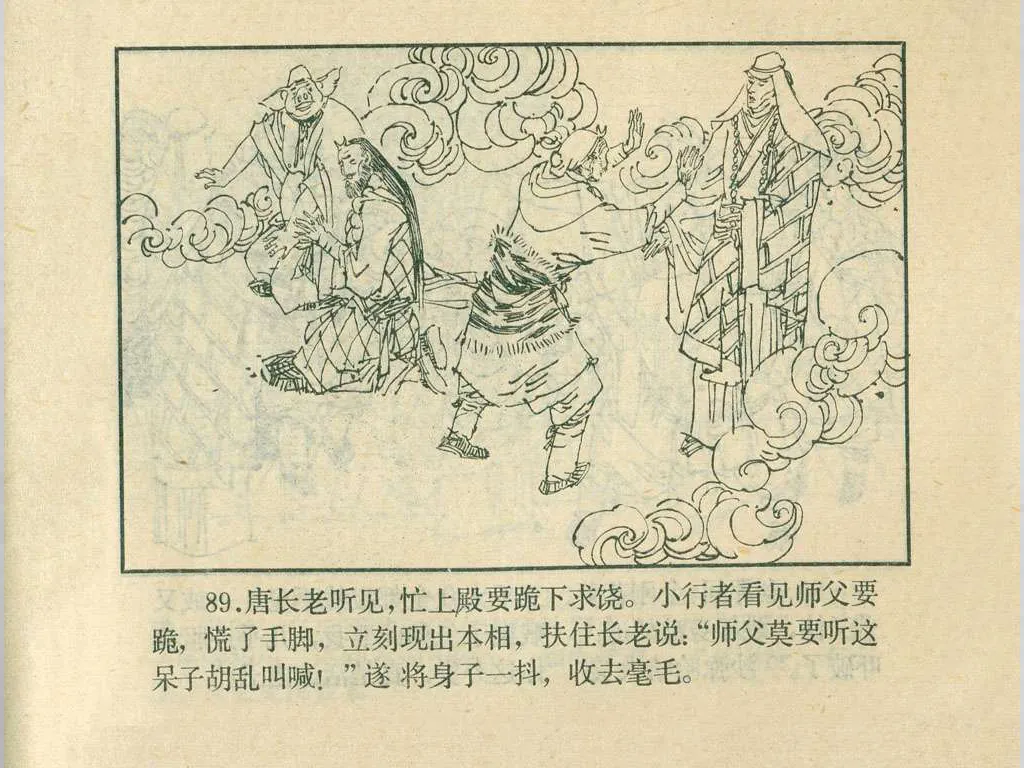 89.唐长老听见,忙上殿要跪下求饶。小行者看见师父要
跪，慌了手脚，立刻现出本相，扶住长老说:“师父莫要听这
呆子胡乱叫喊!”遂将身子一抖，收去毫毛。